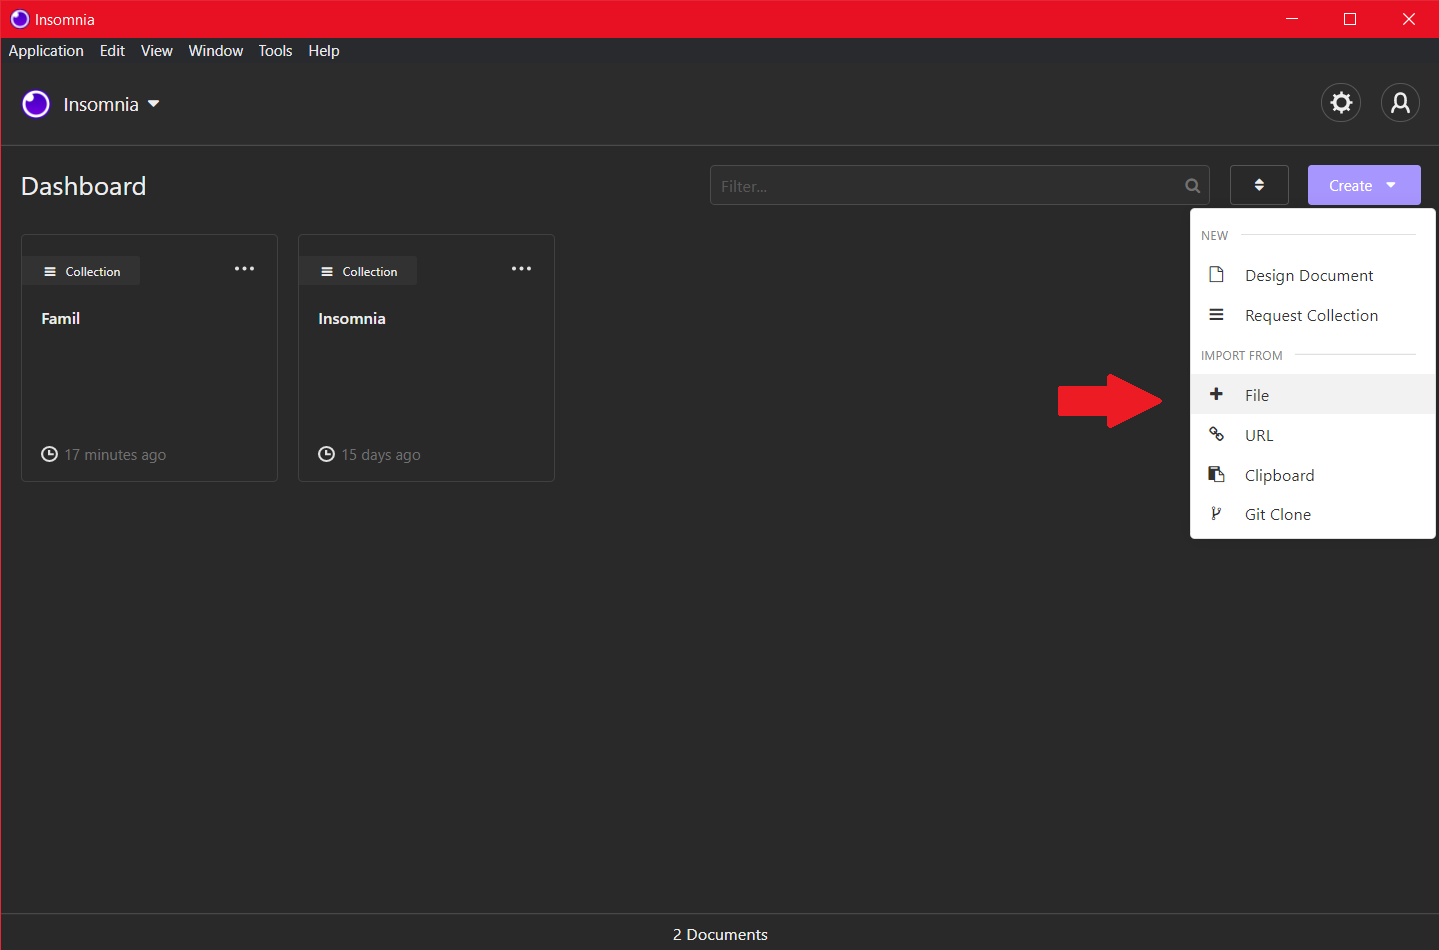 Insomnia
Application Edit View Window Tools Help
Insomnia
Dashboard
Filter...
Create
NEW
Design Document
Request Collection
IMPORT FROM
File
URL
Clipboard
Git Clone
Collection
Famil
17 minutes ago
Collection
Insomnia
15 days ago
2 Documents